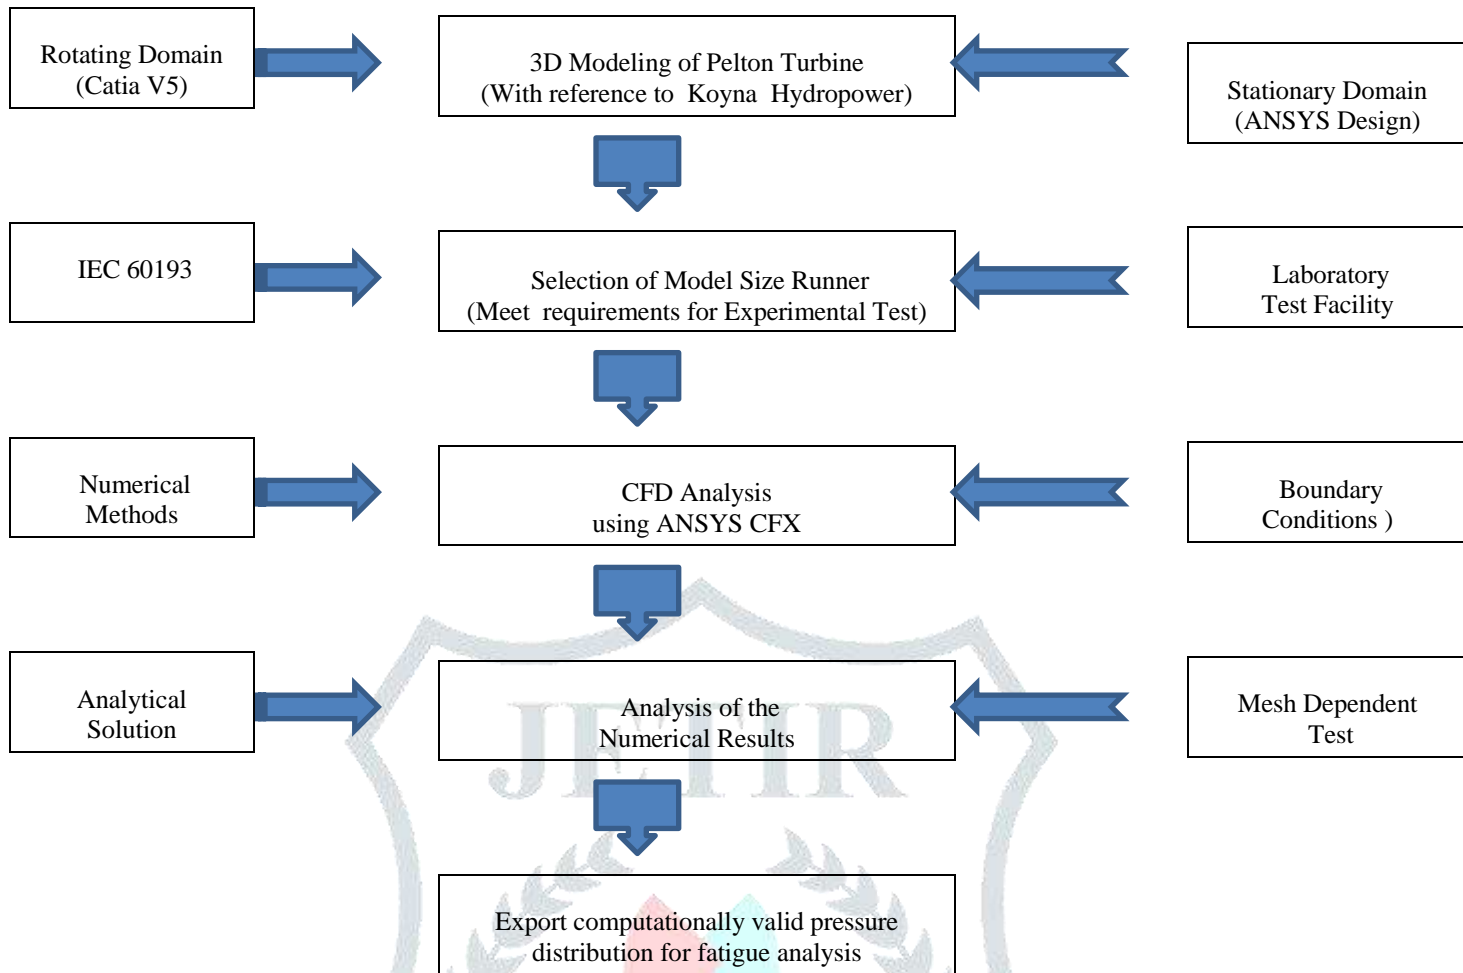 Rotating Domain
(Catia V5)
3D Modeling of Pelton Turbine
(With reference to Koyna Hydropower)
Stationary Domain
(ANSYS Design)
IEC 60193
Selection of Model Size Runner
(Meet requirements for Experimental Test)
Laboratory
Test Facility
Numerical
Methods
CFD Analysis
using ANSYS CFX
Boundary
Conditions )
Analytical
Solution
Analysis of the
Numerical Results
Mesh Dependent
Test
JETIR
Export computationally valid pressure
distribution for fatigue analysis